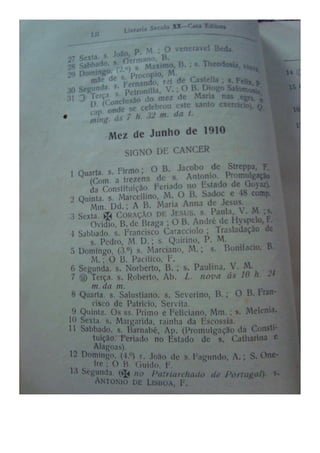 LII Livraria Seculo XX—Casa Editora
27 Sexta. s. João, P. M.; O veneravel Beda.
28 Sabbado. s. Germano, B.
29 Domingo. (2.º) s. Maximo, B.; s. Theodosia,
mãe de s. Procopio, M.
30 Segunda. s. Fernando, rei de Castella; s. Felix, p.
31 Terça. s. Petronilla, V.; O B. Diogo Salomonio,
D. (Conclusão do mez de Maria nas egrs. e
cap. onde se celebrou este santo exercicio). Q.
ming. ás 7 h. 32 m. da t.
Mez de Junho de 1910
SIGNO DE CANCER
1 Quarta. s. Firmo; O B. Jacobo de Streppa, F.
(Com. a trezena de s. Antonio. Promulgação
da Constituição. Feriado no Estado de Goyaz).
2 Quinta. s. Marcellino, M. O B. Sadoc e 48 comp.
Mm. Dd.; A B. Maria Anna de Jesus.
3 Sexta. ✠ CORAÇÃO DE JESUS. s. Paula, V. M.; s.
Ovidio, B. de Braga; O B. André de Hyspelo, F.
4 Sabbado. s. Francisco Caracciolo; Trasladação de
s. Pedro, M. D.; s. Quirino, P. M.
5 Domingo, (3.º) s. Marciano, M.; s. Bonifacio, B.
M.; O B. Pacifico, F.
6 Segunda. s. Norberto, B.; s. Paulina, V. M.
7 Terça. s. Roberto, Ab. L. nova ás 10 h. 24
m. da m.
8 Quarta. s. Salustiano. s. Severino, B.; O B. Fran-
cisco de Patricio, Servita.
9 Quinta. Os ss. Primo e Feliciano, Mm.; s. Melenia.
10 Sexta. s. Margarida, rainha da Escossia.
11 Sabbado. s. Barnabé, Ap. (Promulgação da Consti-
tuição. Feriado no Estado de s. Catharina e
Alagoas).
12 Domingo, (4.º) s. João de s. Fagundo, A.; S. Ono-
fre; O B. Guido. F.
13 Segunda. (✠ no Patriarchado de Portugal). s.
ANTONIO DE LISBOA, F.
14
15